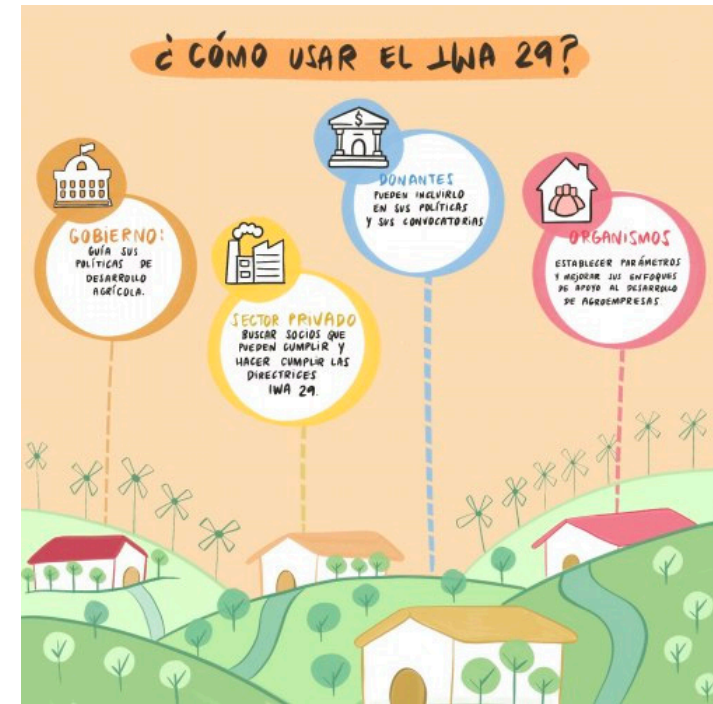 ¿CÓMO USAR EL IWA 29?
GOBIERNO:
GUÍA SUS
POLÍTICAS DE
DESARROLLO
AGRÍCOLA.
SECTOR PRIVADO
BUSCAR SOCIOS QUE
PUEDEN CUMPLIR Y
HACER CUMPLIR LAS
DIRECTRICES
IWA 29.
$
DONANTES
PUEDEN INCLUIRLO
EN SUS POLÍTICAS
Y SUS CONVOCATORIAS
ORGANISMOS
ESTABLECER PARÁMETROS
Y MEJORAR SUS ENFOQUES
DE APOYO AL DESARROLLO
DE AGROEMPRESAS.